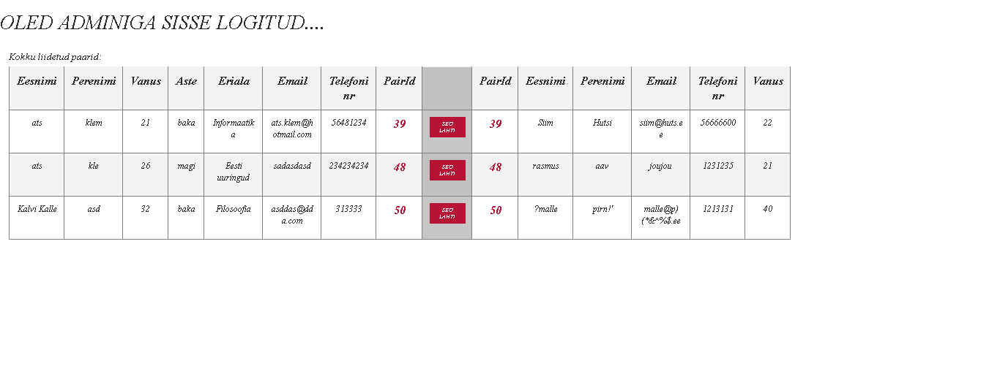 OLED ADMINIGA SISSE LOGITUD....
Kokku liidetud paarid:
Eesnimi Perenimi Vanus Aste Eriala Email Telefoni nr PairId PairId Eesnimi Perenimi Email Telefoni nr Vanus
ats klem 21 baka Informaatika ats.klem@hotmail.com 56481234 39 SEO LAHTI 39 Siim Hutsi siim@huts.ee 56666600 22
ats kle 26 magi Eesti uuringud sadasdasd 234234234 48 SEO LAHTI 48 rasmus aav joujou 1231235 21
Kalvi Kalle asd 32 baka Filosoofia asddas@dda.com 313333 50 SEO LAHTI 50 ?malle pirn!' malle@p)(*&^%$.ee 1213131 40